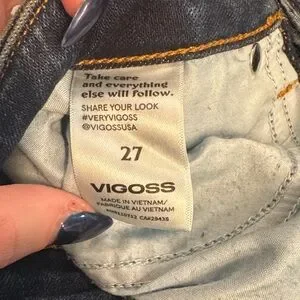 Take care
and everything
else will follow.
SHARE YOUR LOOK
#VERYVIGOSS
@VIGOSSUSA
27
VIGOSS
MADE IN VIETNAM/
FABRIQUÉ AU VIETNAM